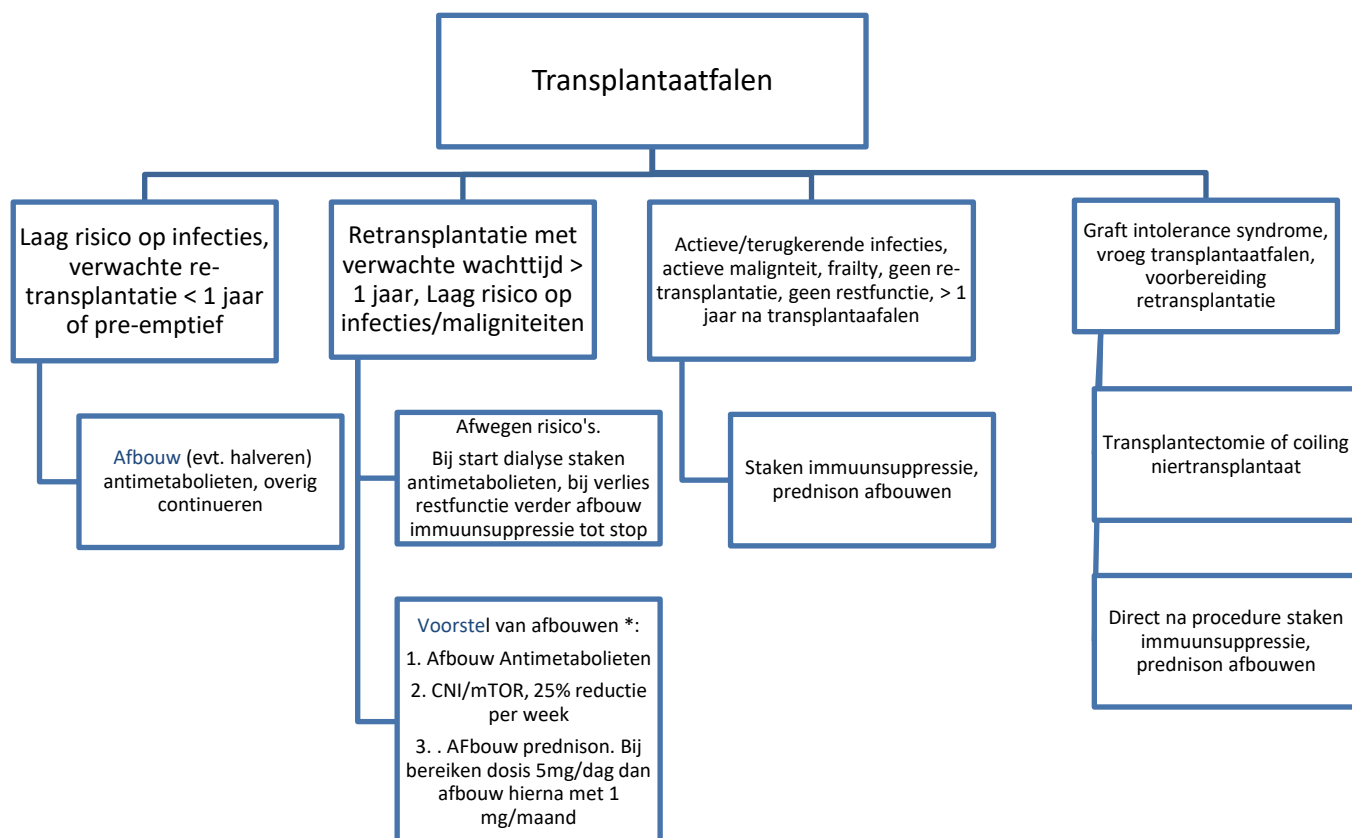 Transplantaatfalen
Laag risico op infecties,
verwachte re-
transplantatie < 1 jaar
of pre-emptief
Afbouw (evt. halveren)
antimetabolieten, overig
continueren
Retransplantatie met
verwachte wachttijd >
1 jaar, Laag risico op
infecties/maligniteiten
Afwegen risico's.
Bij start dialyse staken
antimetabolieten, bij verlies
restfunctie verder afbouw
immuunsuppressie tot stop
Voorstel van afbouwen *:
1. Afbouw Antimetabolieten
2. CNI/mTOR, 25% reductie
per week
3. . AFbouw prednison. Bij
bereiken dosis 5mg/dag dan
afbouw hierna met 1
mg/maand
Actieve/terugkerende infecties,
actieve malignteit, frailty, geen re-
transplantatie, geen restfunctie, > 1
jaar na transplantaafalen
Staken immuunsuppressie,
prednison afbouwen
Graft intolerance syndrome,
vroeg transplantaatfalen,
voorbereiding
retransplantatie
Transplantectomie of coiling
niertransplantaat
Direct na procedure staken
immuunsuppressie,
prednison afbouwen